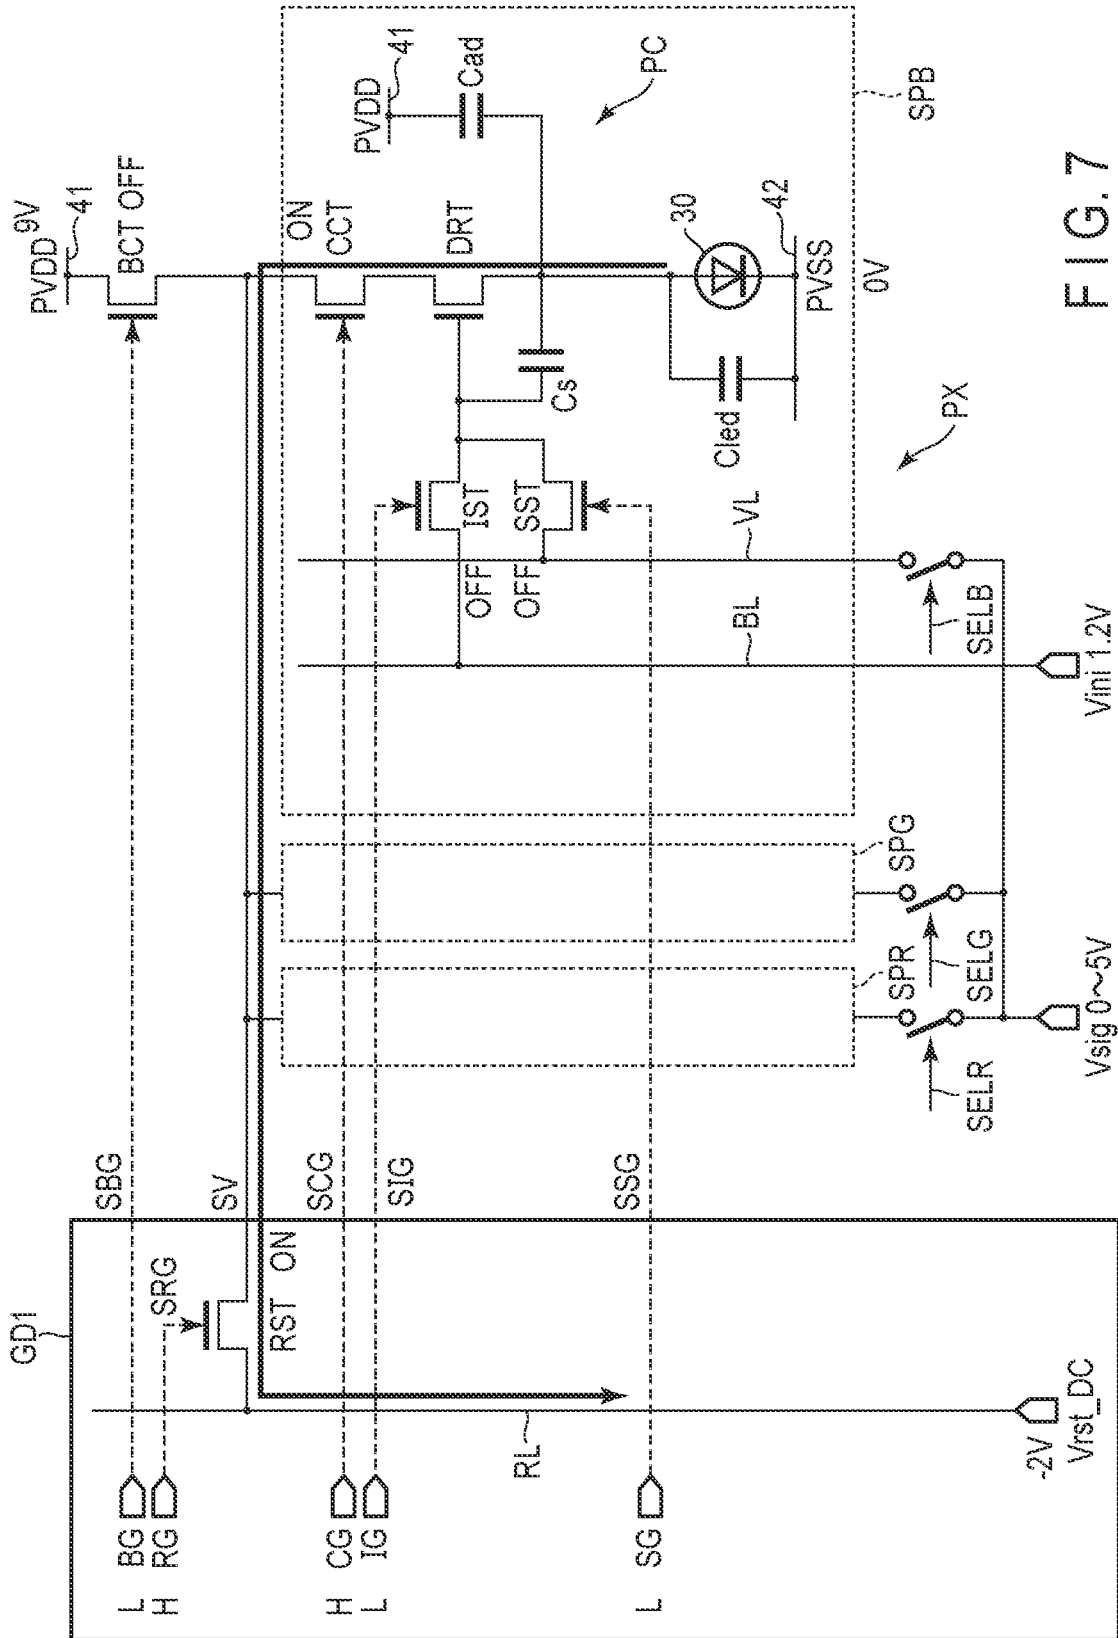 GD1
L BG
H RG
H CG
L IG
L SG
SRG
RST
ON
RL
-2V
Vrst_DC
SBG
SV
SCG
SIG
SSG
SELR
SPR
SELG
SPG
Vsig 0～5V
PVDD 9V
41
BCT OFF
ON
CCT
DRT
PVDD
41
Cad
PC
SPB
Cs
IST
SST
OFF
OFF
VL
BL
Cled
30
42
PVSS
0V
PX
SELB
Vini 1.2V
FIG. 7